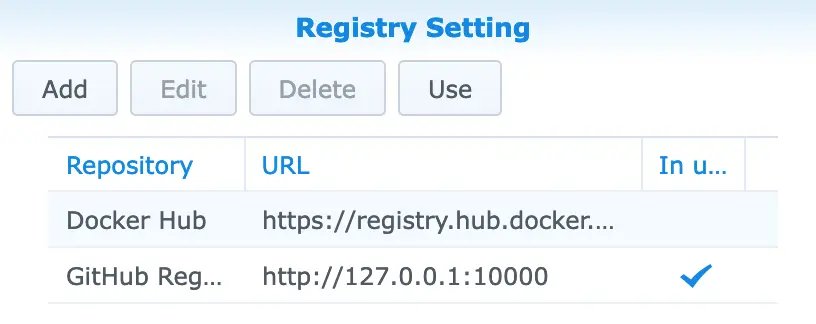 Registry Setting
Add Edit Delete Use
Repository URL In u...
Docker Hub https://registry.hub.docker....
GitHub Reg... http://127.0.0.1:10000